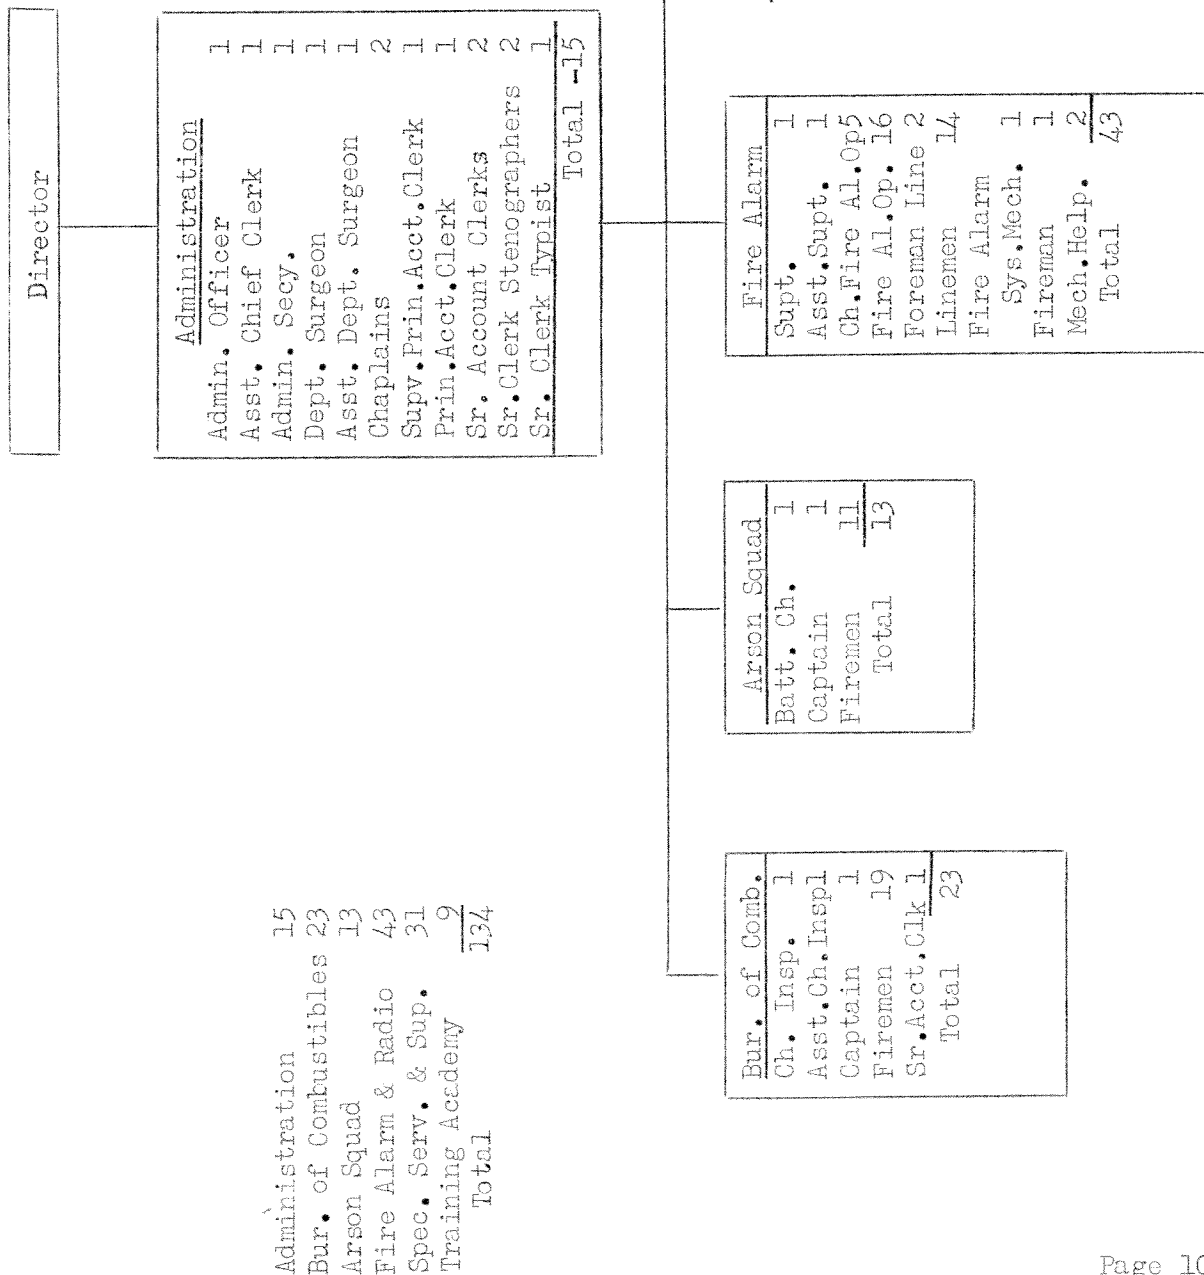 Director
Administration
Admin. Officer 1
Asst. Chief Clerk 1
Admin. Secy. 1
Dept. Surgeon 1
Asst. Dept. Surgeon 1
Chaplains 2
Supv.Prin.Acct.Clerk 1
Prin.Acct.Clerk 1
Sr. Account Clerks 2
Sr.Clerk Stenographers 2
Sr. Clerk Typist 1
Total -15
Administration 15
Bur. of Combustibles 23
Arson Squad 13
Fire Alarm & Radio 43
Spec. Serv. & Sup. 31
Training Academy 9
Total 134
Bur. of Comb.
Ch. Insp. 1
Asst.Ch.Insp1
Captain 1
Firemen 19
Sr.Acct.Clk 1
Total 23
Arson Squad
Batt. Ch. 1
Captain 1
Firemen 11
Total 13
Fire Alarm
Supt. 1
Asst.Supt. 1
Ch.Fire Al.Op5
Fire Al.Op. 16
Foreman Line 2
Linemen 14
Fire Alarm
Sys.Mech. 1
Fireman 1
Mech.Help. 2
Total 43
Page 10